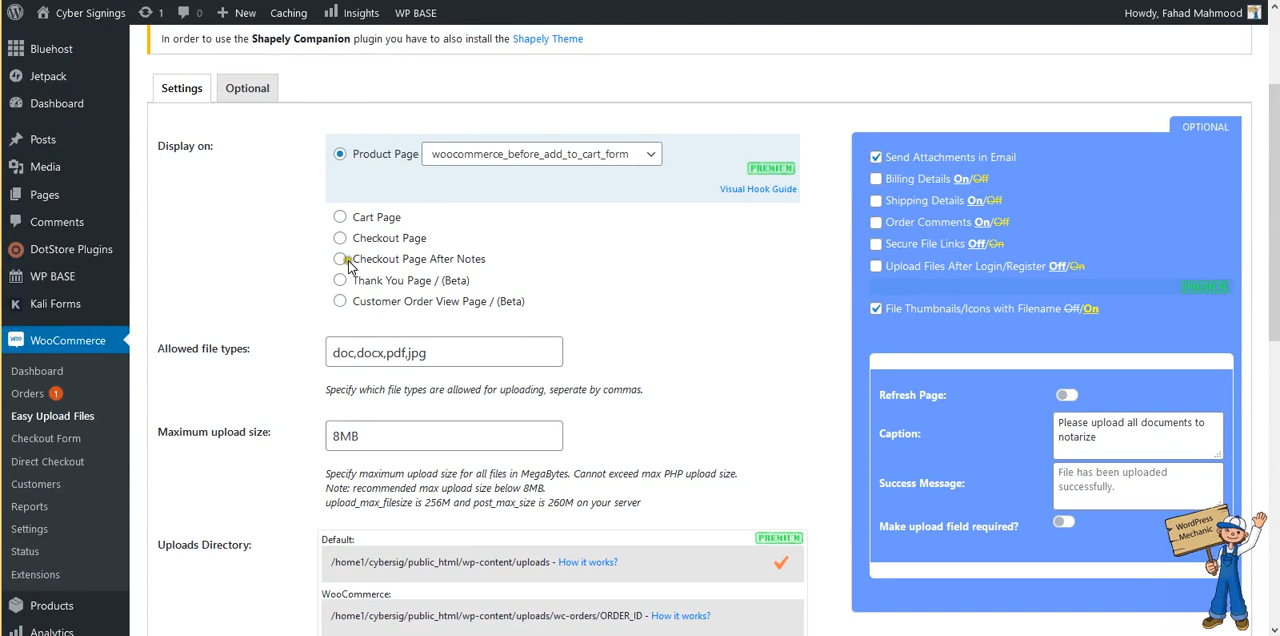 Cyber Signings 1 0 New Caching Insights WP BASE Howdy, Fahad Mahmood
In order to use the Shapely Companion plugin you have to also install the Shapely Theme
Bluehost
Jetpack
Dashboard
Posts
Media
Pages
Comments
DotStore Plugins
WP BASE
Kali Forms
WooCommerce
Dashboard
Orders 1
Easy Upload Files
Checkout Form
Direct Checkout
Customers
Reports
Settings
Status
Extensions
Products
Analytics
Settings Optional
Display on:
Product Page woocommerce_before_add_to_cart_form
PREMIUM
Visual Hook Guide
Cart Page
Checkout Page
Checkout Page After Notes
Thank You Page / (Beta)
Customer Order View Page / (Beta)
Allowed file types:
doc,docx,pdf,jpg
Specify which file types are allowed for uploading, seperate by commas.
Maximum upload size:
8MB
Specify maximum upload size for all files in MegaBytes. Cannot exceed max PHP upload size.
Note: recommended max upload size below 8MB.
upload_max_filesize is 256M and post_max_size is 260M on your server
Uploads Directory:
PREMIUM
Default:
/home1/cybersig/public_html/wp-content/uploads - How it works?
WooCommerce:
/home1/cybersig/public_html/wp-content/uploads/wc-orders/ORDER_ID - How it works?
OPTIONAL
Send Attachments in Email
Billing Details On/Off
Shipping Details On/Off
Order Comments On/Off
Secure File Links Off/On
Upload Files After Login/Register Off/On
PREMIUM
File Thumbnails/Icons with Filename Off/On
Refresh Page:
Caption:
Please upload all documents to
notarize
Success Message:
File has been uploaded
successfully.
Make upload field required?
WordPress
Mechanic